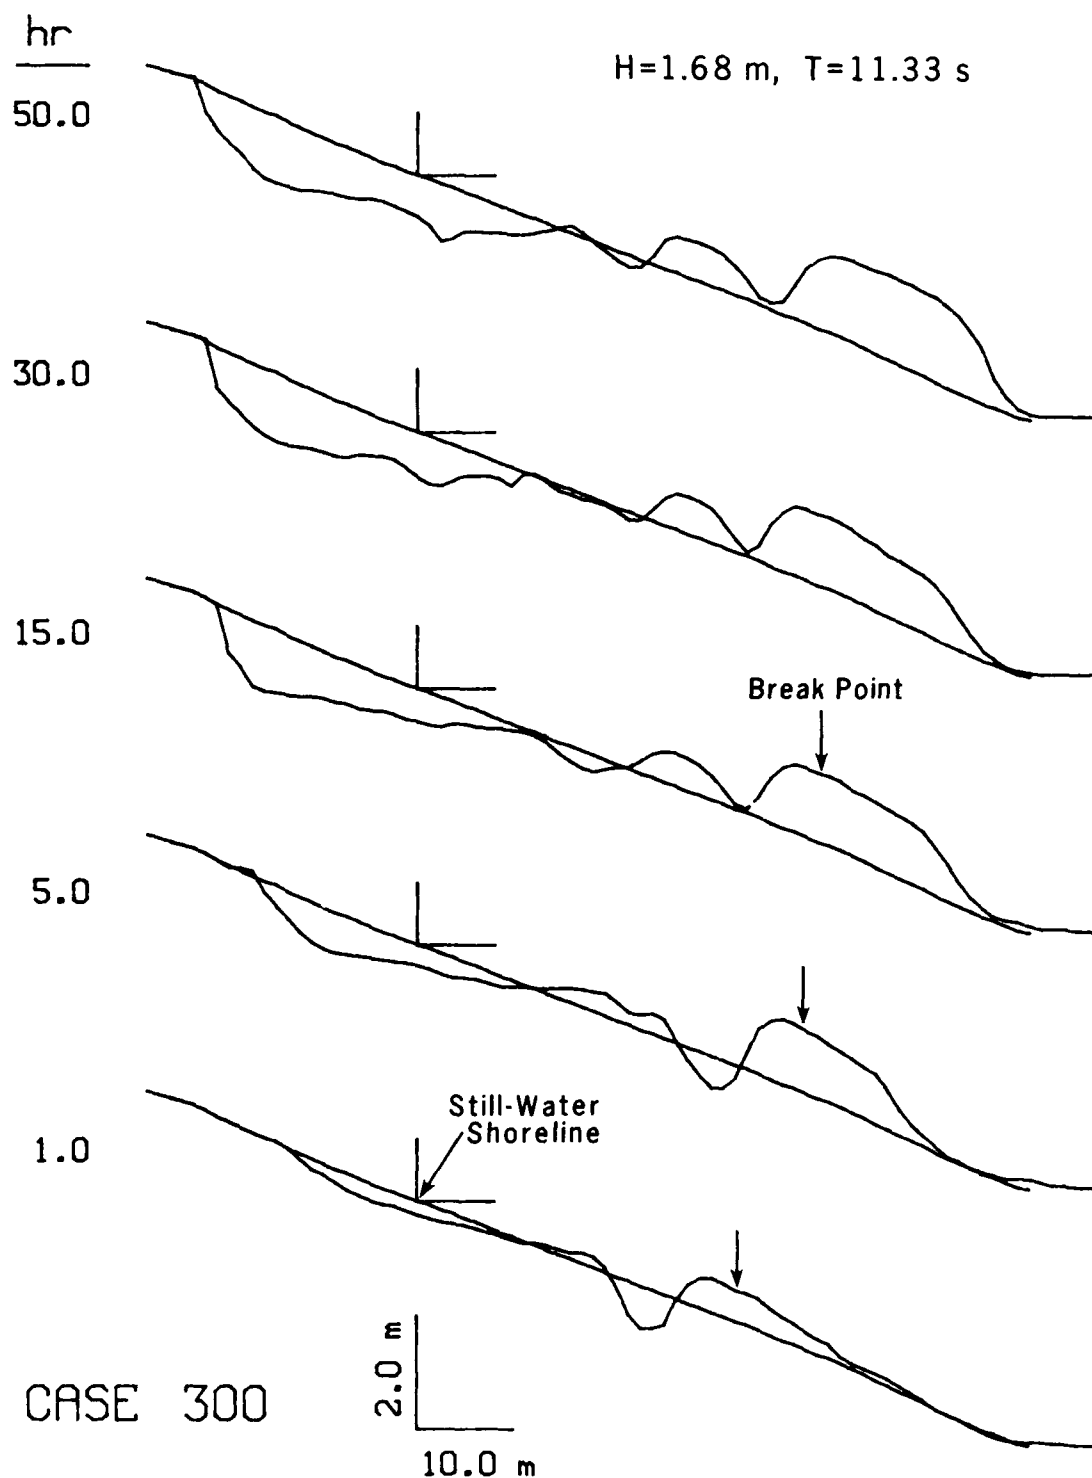 hr
H=1.68 m, T=11.33 s
50.0
30.0
15.0
Break Point
5.0
Still-Water
Shoreline
1.0
2.0 m
CASE 300
10.0 m